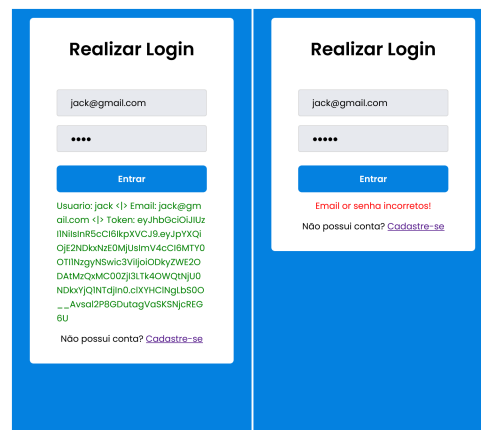 Realizar Login
jack@gmail.com
••••
Entrar
Usuario: jack <|> Email: jack@gm
ail.com <|> Token: eyJhbGciOiJIUz
I1NiIsInR5cCI6IkpXVCJ9.eyJpYXQi
OjE2NDkxNzE0MjUsImV4cCI6MTY0
OTI1NzgyNSwic3ViIjoiODkyZWE2O
DAtMzQxMC00ZjI3LTk4OWQtNjU0
NDkxYjQ1NTdjIn0.cIXYHClNgLbS0O
__Avsal2P8GDutagVaSKSNjcREG
6U
Não possui conta? Cadastre-se
Realizar Login
jack@gmail.com
•••••
Entrar
Email or senha incorretos!
Não possui conta? Cadastre-se